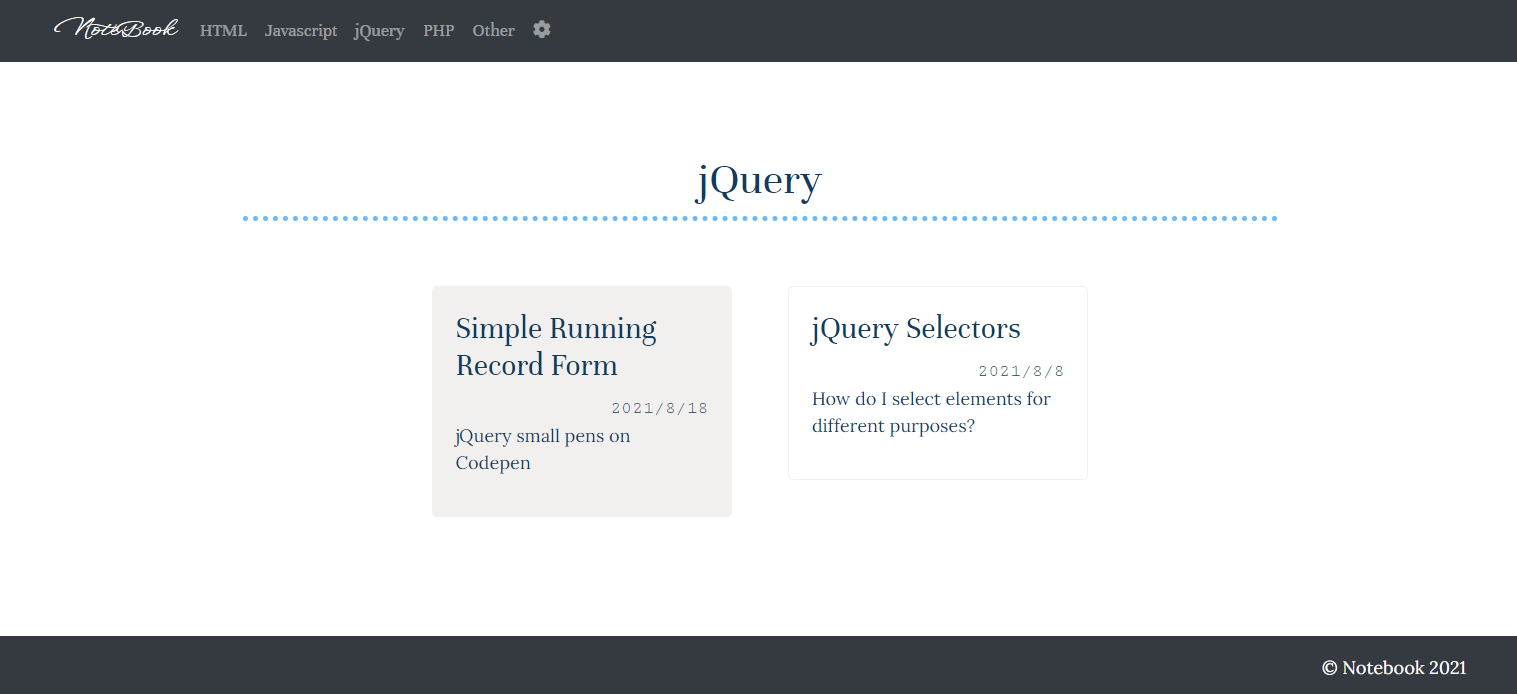 NoteBook HTML Javascript jQuery PHP Other
jQuery
Simple Running
Record Form
2021/8/18
jQuery small pens on
Codepen
jQuery Selectors
2021/8/8
How do I select elements for
different purposes?
© Notebook 2021